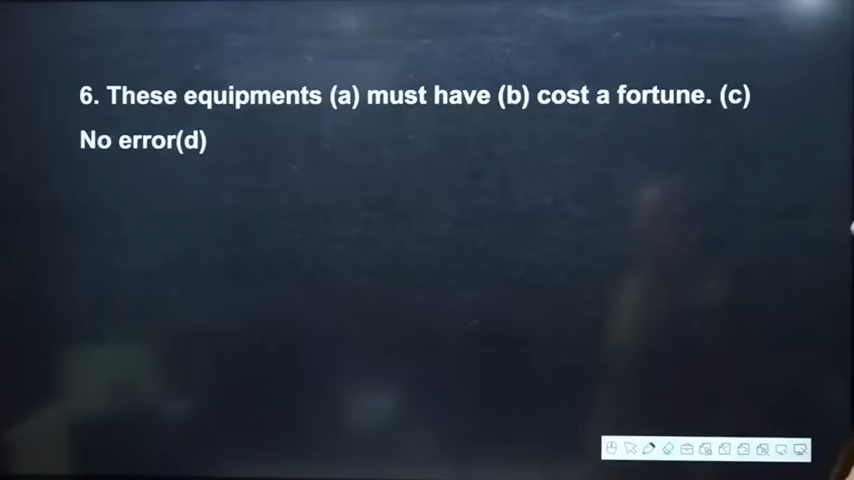 6. These equipments (a) must have (b) cost a fortune. (c)
No error(d)